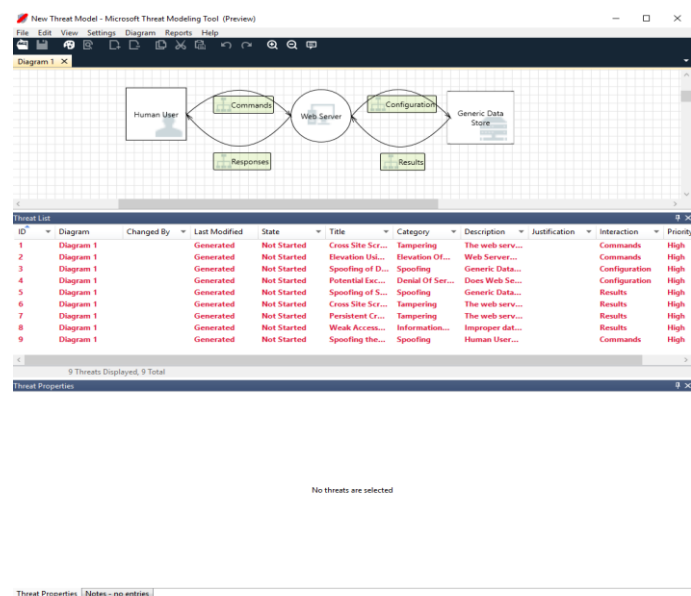 New Threat Model - Microsoft Threat Modeling Tool (Preview)
File Edit View Settings Diagram Reports Help
Diagram 1
Human User
Commands
Web Server
Configuration
Generic Data
Store
Responses
Results
Threat List
ID Diagram Changed By Last Modified State Title Category Description Justification Interaction Priority
1 Diagram 1 Generated Not Started Cross Site Scr... Tampering The web serv... Commands High
2 Diagram 1 Generated Not Started Elevation Usi... Elevation Of... Web Server... Commands High
3 Diagram 1 Generated Not Started Spoofing of D... Spoofing Generic Data... Configuration High
4 Diagram 1 Generated Not Started Potential Exc... Denial Of Ser... Does Web Se... Configuration High
5 Diagram 1 Generated Not Started Spoofing of S... Spoofing Generic Data... Results High
6 Diagram 1 Generated Not Started Cross Site Scr... Tampering The web serv... Results High
7 Diagram 1 Generated Not Started Persistent Cr... Tampering The web serv... Results High
8 Diagram 1 Generated Not Started Weak Access... Information... Improper dat... Results High
9 Diagram 1 Generated Not Started Spoofing the... Spoofing Human User... Commands High
9 Threats Displayed, 9 Total
Threat Properties
No threats are selected
Threat Properties Notes - no entries